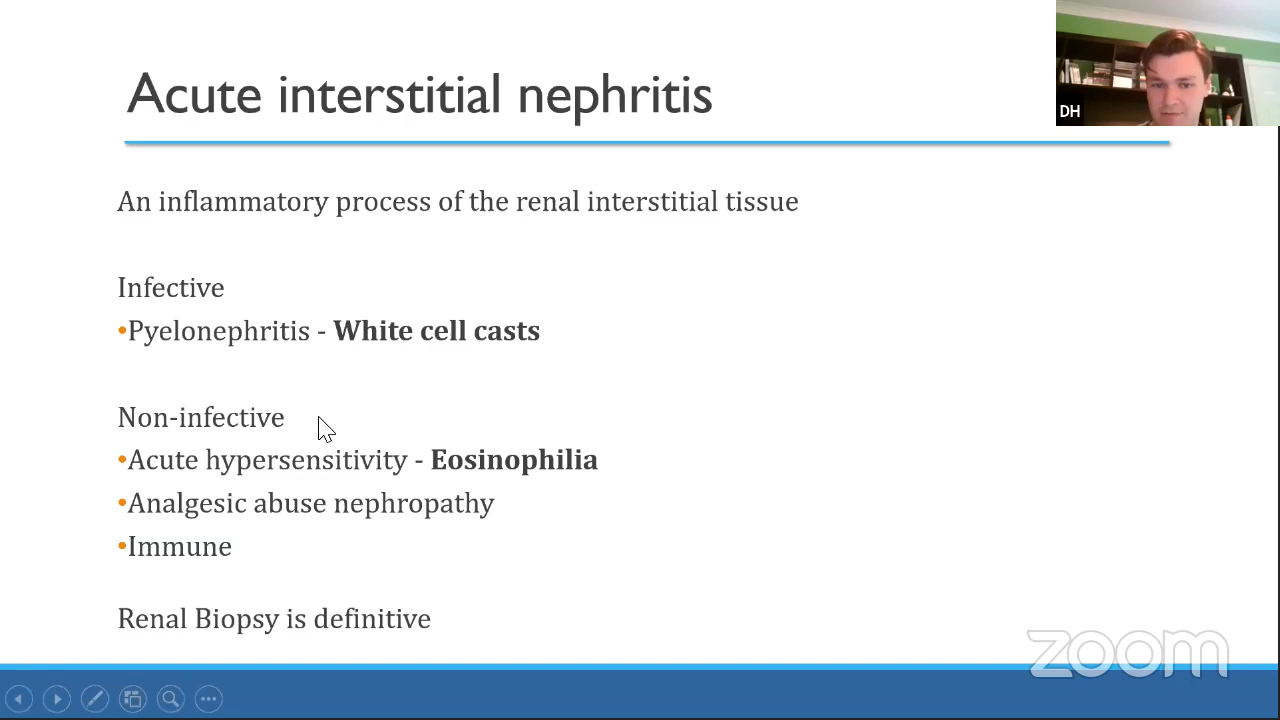 Acute interstitial nephritis
DH
An inflammatory process of the renal interstitial tissue
Infective
•Pyelonephritis - White cell casts
Non-infective
•Acute hypersensitivity - Eosinophilia
•Analgesic abuse nephropathy
•Immune
Renal Biopsy is definitive
zoom